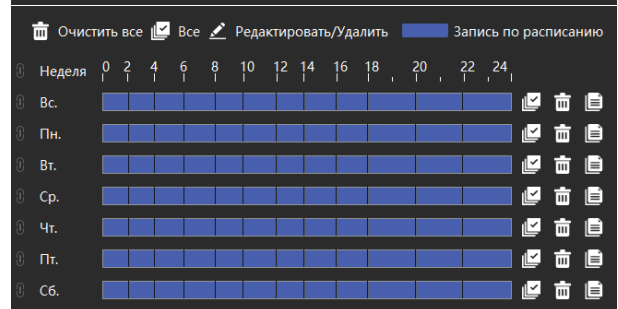 Очистить все Все Редактировать/Удалить Запись по расписанию
Неделя 0 2 4 6 8 10 12 14 16 18 20 22 24
Вс.
Пн.
Вт.
Ср.
Чт.
Пт.
Сб.